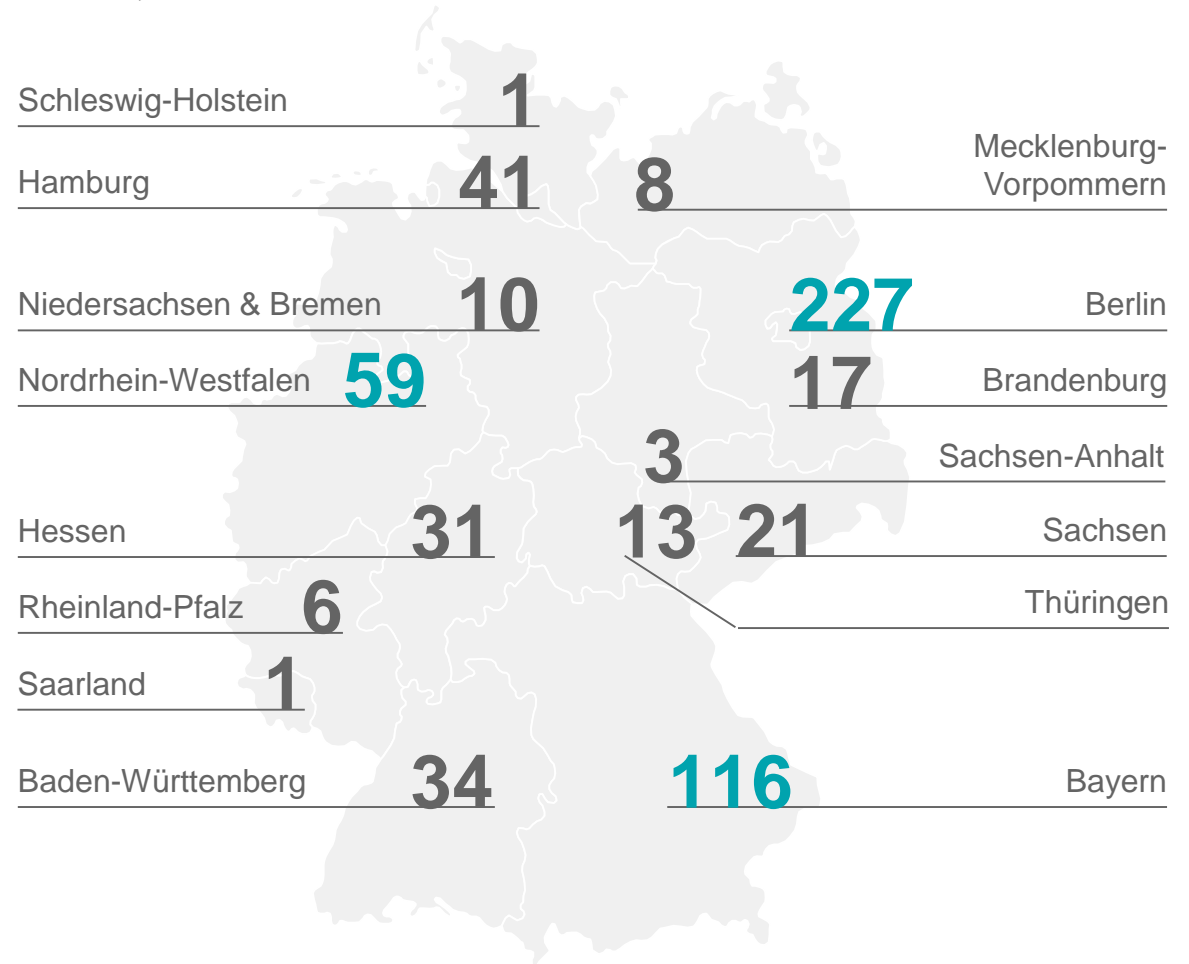 Schleswig-Holstein 1
Hamburg 41
8 Mecklenburg-
Vorpommern
Niedersachsen & Bremen 10
227 Berlin
Nordrhein-Westfalen 59
17 Brandenburg
3 Sachsen-Anhalt
Hessen 31
13 21 Sachsen
Thüringen
Rheinland-Pfalz 6
Saarland 1
Baden-Württemberg 34
116 Bayern